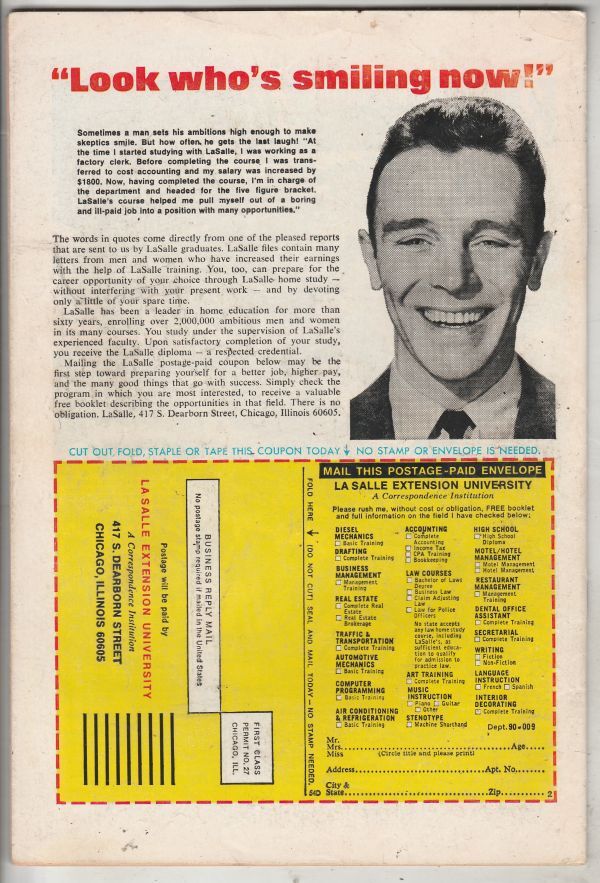 “Look who’s smiling now!”
Sometimes a man sets his ambitions high enough to make
skeptics smile. But how often he gets the last laugh! “At
the time I started studying with LaSalle, I was working as a
factory clerk. Before completing the course I was trans-
ferred to cost accounting and my salary was increased by
$1800. Now, having completed the course, I’m in charge of
the department and headed for the five figure bracket.
LaSalle’s course helped me pull myself out of a boring
and ill-paid job into a position with many opportunities.”
The words in quotes come directly from one of the pleased reports
that are sent to us by LaSalle graduates. LaSalle files contain many
letters from men and women who have increased their earnings
with the help of LaSalle training. You, too, can prepare for the
career opportunity of your choice through LaSalle home study —
without interfering with your present work — and by devoting
only a little of your spare time.
LaSalle has been a leader in home education for more than
sixty years, enrolling over 2,000,000 ambitious men and women
in its many courses. You study under the supervision of LaSalle’s
experienced faculty. Upon satisfactory completion of your study,
you receive the LaSalle diploma — a respected credential.
Mailing the LaSalle postage-paid coupon below may be the
first step toward preparing yourself for a better job, higher pay,
and the many good things that go with success. Simply check the
program in which you are most interested, to receive a valuable
free booklet describing the opportunities in that field. There is no
obligation. LaSalle, 417 S. Dearborn Street, Chicago, Illinois 60605.
CUT OUT, FOLD, STAPLE OR TAPE THIS COUPON TODAY ↓ NO STAMP OR ENVELOPE IS NEEDED.
BUSINESS REPLY MAIL
No postage stamp required if mailed in the United States
FIRST CLASS
PERMIT NO. 27
CHICAGO, ILL.
Postage will be paid by
LA SALLE EXTENSION UNIVERSITY
A Correspondence Institution
417 S. DEARBORN STREET
CHICAGO, ILLINOIS 60605
FOLD HERE ↓ (DO NOT CUT) SEAL AND MAIL TODAY – NO STAMP NEEDED.
540
MAIL THIS POSTAGE-PAID ENVELOPE
LA SALLE EXTENSION UNIVERSITY
A Correspondence Institution
Please rush me, without cost or obligation, FREE booklet
and full information on the field I have checked below:
DIESEL
MECHANICS
Basic Training
DRAFTING
Complete Training
BUSINESS
MANAGEMENT
Management
Training
REAL ESTATE
Complete Real
Estate
Real Estate
Brokerage
TRAFFIC &
TRANSPORTATION
Complete Training
AUTOMOTIVE
MECHANICS
Basic Training
COMPUTER
PROGRAMMING
Basic Training
AIR CONDITIONING
& REFRIGERATION
Basic Training
ACCOUNTING
Complete
Accounting
Income Tax
CPA Training
Bookkeeping
LAW COURSES
Bachelor of Laws
Degree
Business Law
Claim Adjusting
Law
Law for Police
Officers
No state accepts
any law home study
course, including
LaSalle’s, as
sufficient educa-
tion to qualify
for admission to
practice law.
ART TRAINING
Complete Training
MUSIC
INSTRUCTION
Piano Guitar
Other
STENOTYPE
Machine Shorthand
HIGH SCHOOL
High School
Diploma
MOTEL/HOTEL
MANAGEMENT
Motel Management
Hotel Management
RESTAURANT
MANAGEMENT
Management
Training
DENTAL OFFICE
ASSISTANT
Complete Training
SECRETARIAL
Complete Training
WRITING
Fiction
Non-Fiction
LANGUAGE
INSTRUCTION
French Spanish
INTERIOR
DECORATING
Complete Training
Dept. 90-009
Mr.
Mrs. Age
Miss (Circle title and please print)
Address Apt. No.
City &
State Zip
2